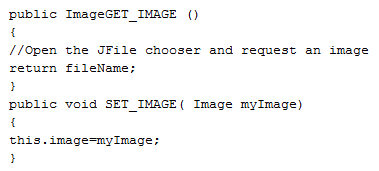 public ImageGET_IMAGE ()
{
//Open the JFile chooser and request an image
return fileName;
}
public void SET_IMAGE( Image myImage)
{
this.image=myImage;
}